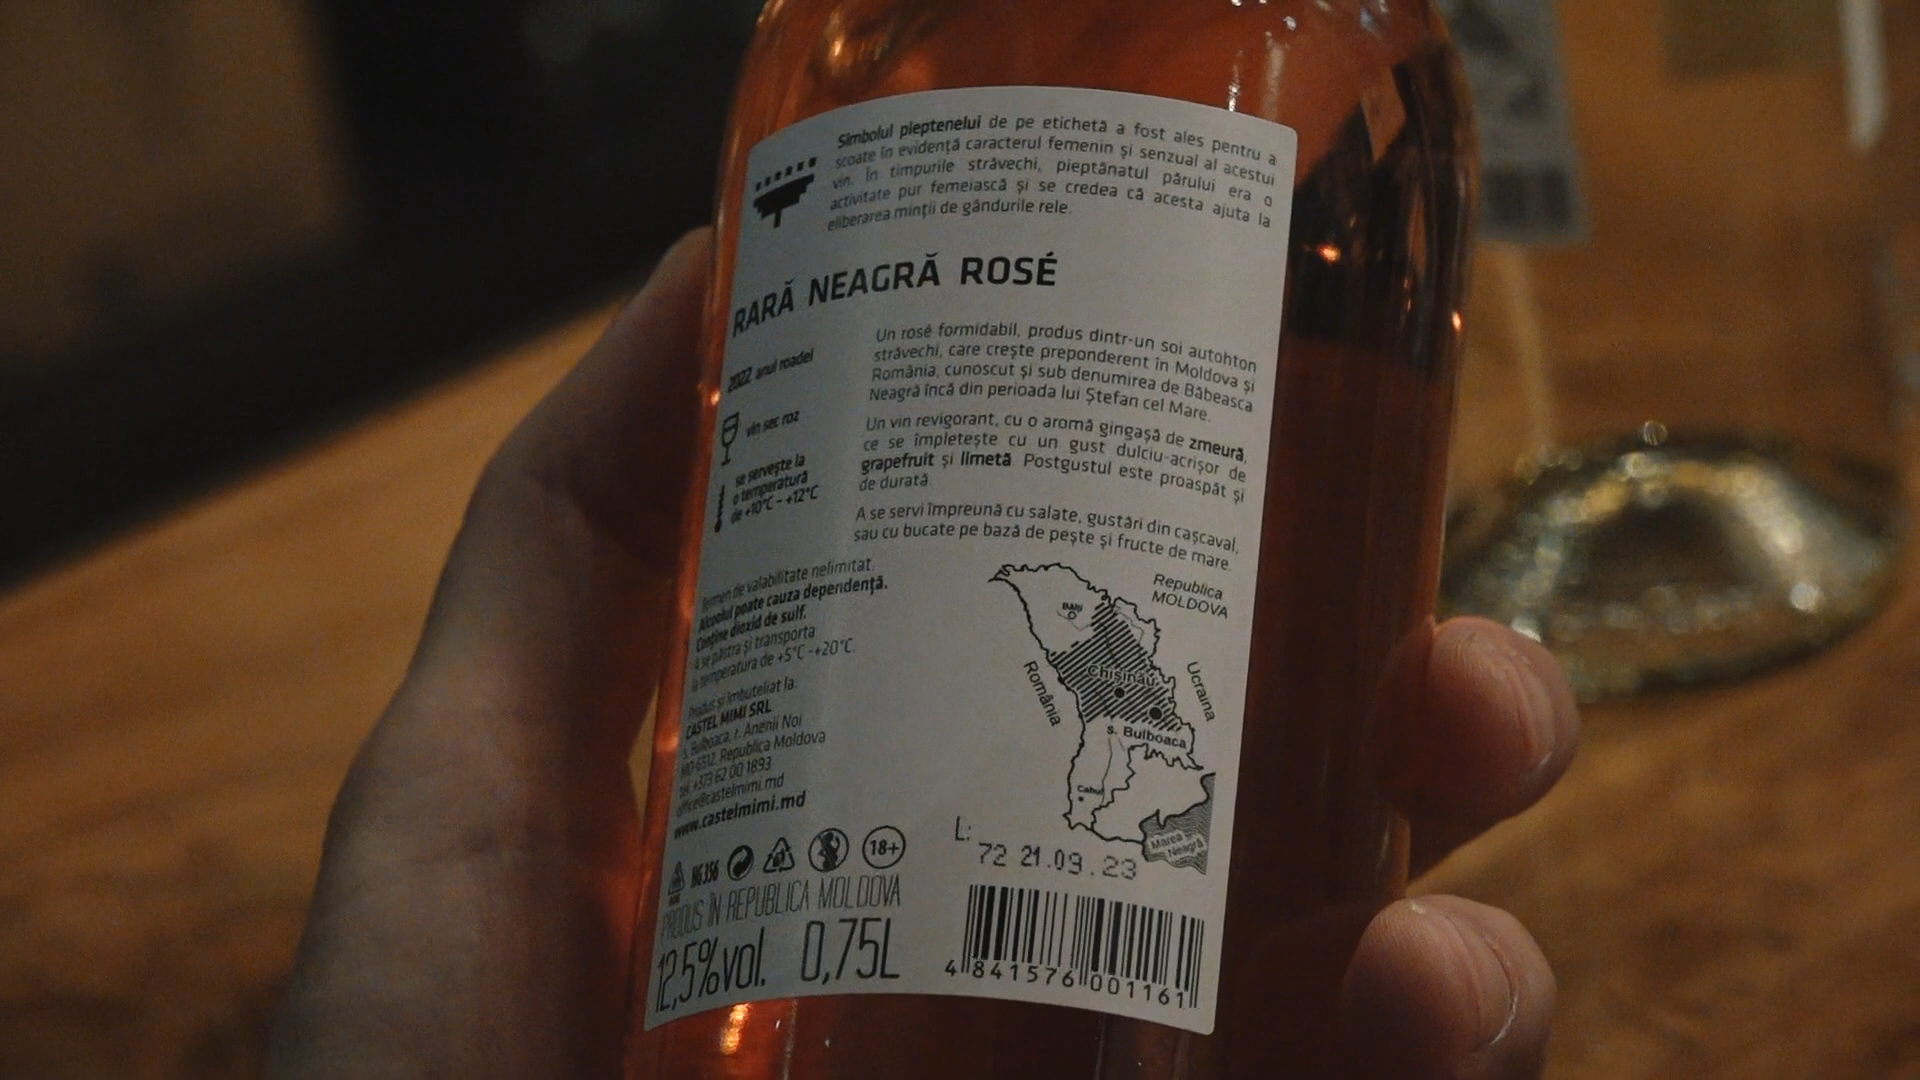 Simbolul pieptenelui de pe etichetă a fost ales pentru a
scoate în evidență caracterul femenin și senzual al acestui
vin. În timpurile străvechi, pieptănatul părului era o
activitate pur femeiască și se credea că acesta ajuta la
eliberarea minții de gândurile rele.
RARĂ NEAGRĂ ROSÉ
2022 anul roadei
vin sec roz
se servește la
o temperatură
de +10°C – +12°C
Un rosé formidabil, produs dintr-un soi autohton
străvechi, care crește preponderent în Moldova și
România, cunoscut și sub denumirea de Băbeasca
Neagră încă din perioada lui Ștefan cel Mare.
Un vin revigorant, cu o aromă gingașă de zmeură,
ce se împletește cu un gust dulciu-acrișor de
grapefruit și limetă. Postgustul este proaspăt și
de durată.
A se servi împreună cu salate, gustări din cașcaval,
sau cu bucate pe bază de pește și fructe de mare.
Termen de valabilitate nelimitat.
Alcoolul poate cauza dependență.
Conține dioxid de sulf.
A se păstra și transporta
la temperatura de +5°C -+20°C.
Produs și îmbuteliat la:
CASTEL MIMI SRL
s. Bulboaca, r. Anenii Noi
MD-6512, Republica Moldova
tel. +373 62 00 1893
office@castelmimi.md
www.castelmimi.md
Republica
MOLDOVA
Bălți
Chișinău
România
Ucraina
s. Bulboaca
Cahul
Marea
Neagră
L:
72 21.09.23
HG 356
18+
PRODUS ÎN REPUBLICA MOLDOVA
12,5%vol. 0,75L
4 841576 001161